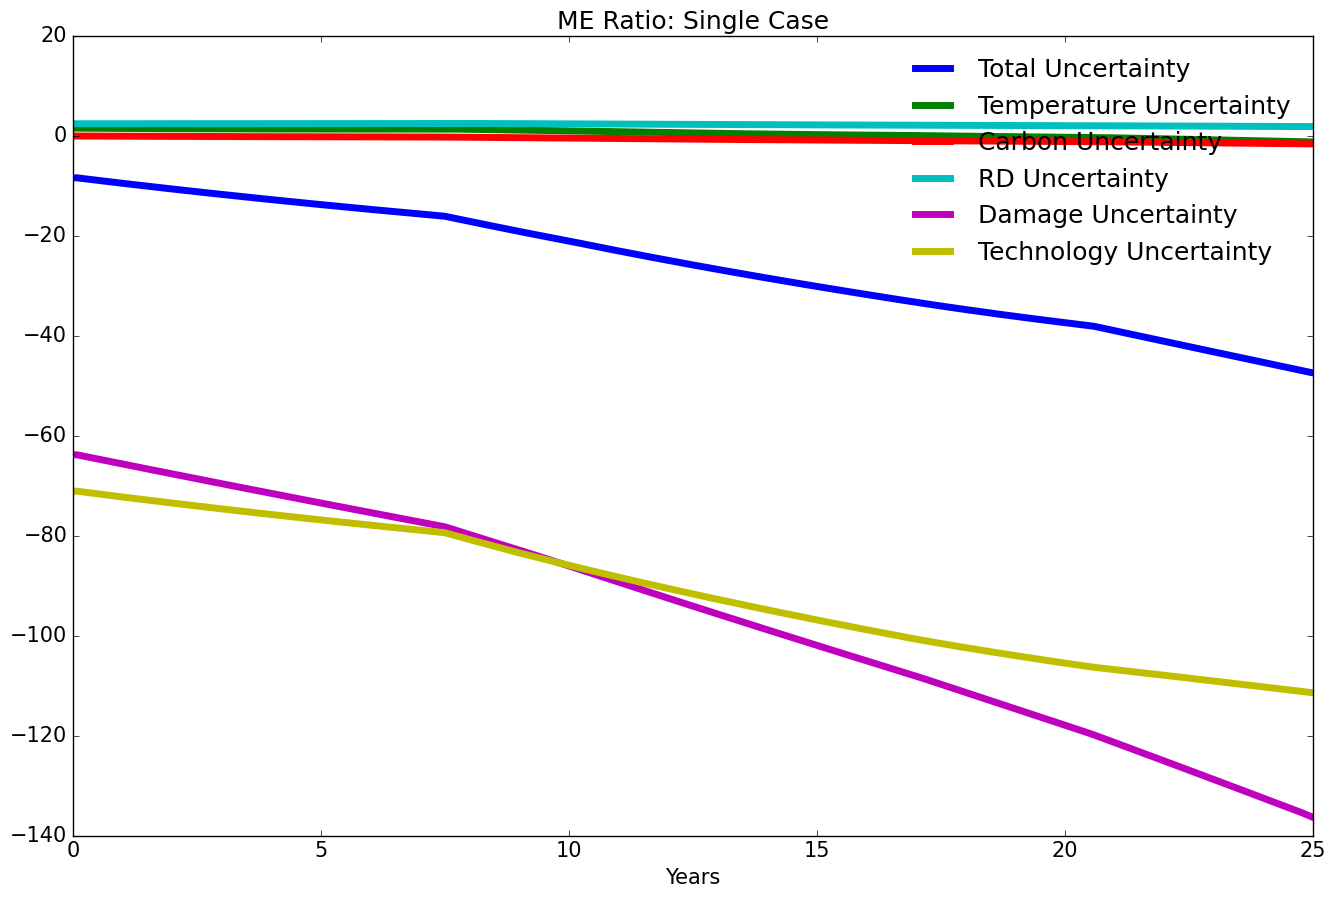 ME Ratio: Single Case
20
0
−20
−40
−60
−80
−100
−120
−140
Total Uncertainty
Temperature Uncertainty
Carbon Uncertainty
RD Uncertainty
Damage Uncertainty
Technology Uncertainty
0 5 10 15 20 25
Years